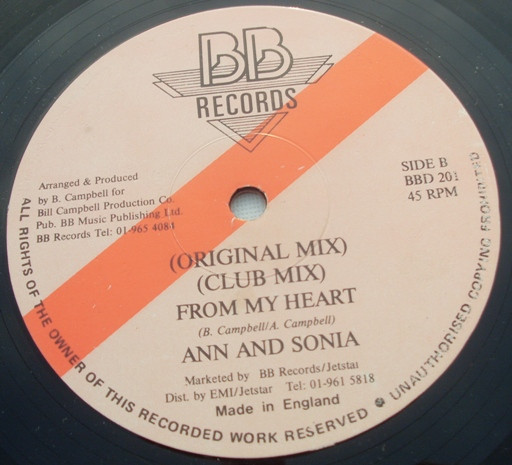 BB
RECORDS
Arranged & Produced
by B. Campbell for
Bill Campbell Production Co.
Pub. BB Music Publishing Ltd.
BB Records Tel: 01-965 4084
SIDE B
BBD 201
45 RPM
(ORIGINAL MIX)
(CLUB MIX)
FROM MY HEART
(B. Campbell/A. Campbell)
ANN AND SONIA
Marketed by BB Records/Jetstar
Dist. by EMI/Jetstar Tel: 01-961 5818
Made in England
ALL RIGHTS OF THE OWNER OF THIS RECORDED WORK RESERVED • UNAUTHORISED COPYING PROHIBITED